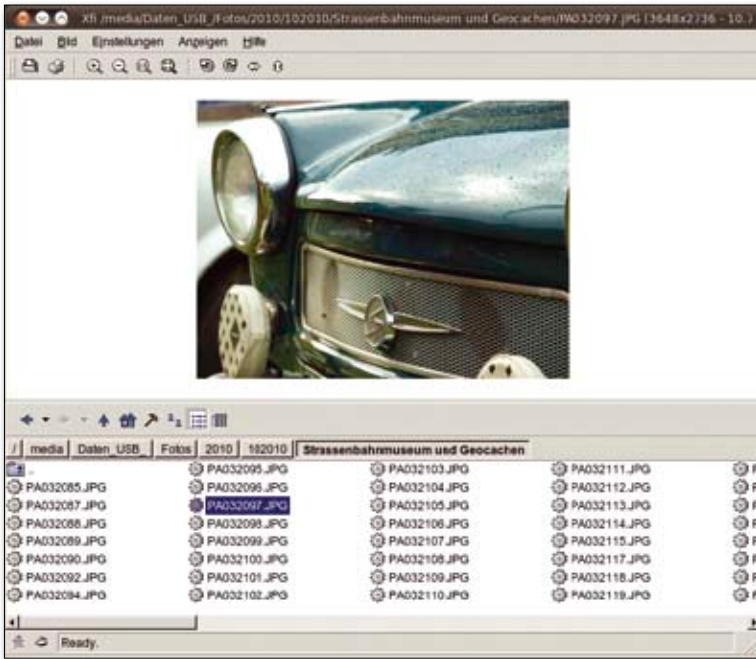 Xfi /media/Daten_USB_/Fotos/2010/102010/Strassenbahnmuseum und Geocachen/PA032097.JPG (3648x2736 - 10.
Datei Bild Einstellungen Anzeigen Hilfe
/ media Daten_USB_ Fotos 2010 102010 Strassenbahnmuseum und Geocachen
.. PA032095.JPG PA032103.JPG PA032111.JPG
PA032085.JPG PA032096.JPG PA032104.JPG PA032112.JPG
PA032087.JPG PA032097.JPG PA032105.JPG PA032113.JPG
PA032088.JPG PA032098.JPG PA032106.JPG PA032114.JPG
PA032089.JPG PA032099.JPG PA032107.JPG PA032115.JPG
PA032090.JPG PA032100.JPG PA032108.JPG PA032117.JPG
PA032092.JPG PA032101.JPG PA032109.JPG PA032118.JPG
PA032094.JPG PA032102.JPG PA032110.JPG PA032119.JPG
Ready.